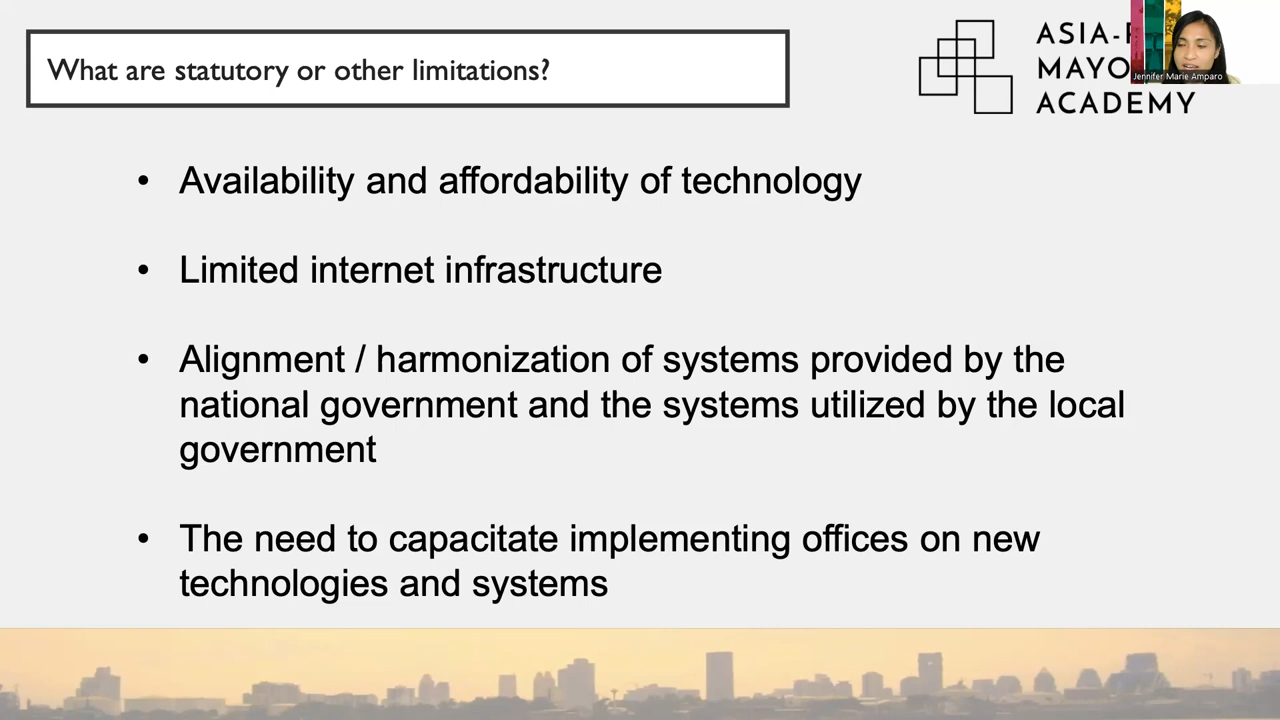 What are statutory or other limitations?
ASIA-
MAYO
ACADEMY
Jennifer Marie Amparo
• Availability and affordability of technology
• Limited internet infrastructure
• Alignment / harmonization of systems provided by the
national government and the systems utilized by the local
government
• The need to capacitate implementing offices on new
technologies and systems